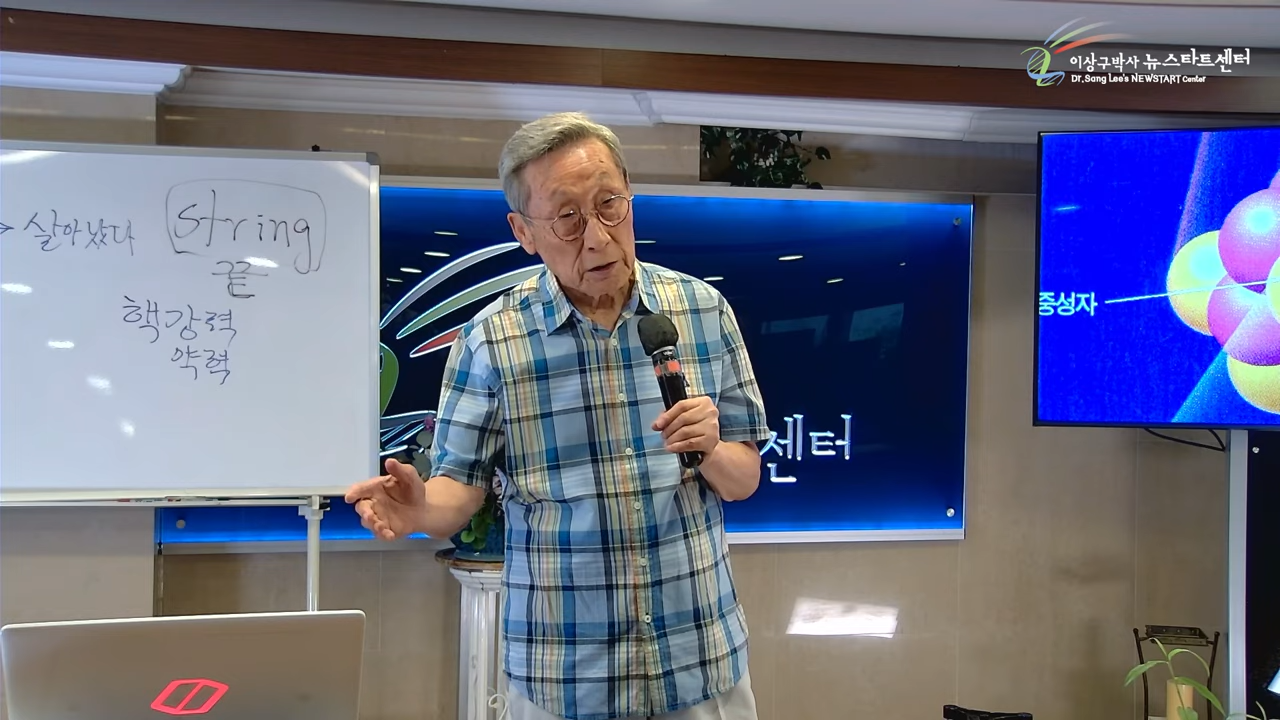 이상구박사 뉴스타트센터
Dr. Sang Lee's NEWSTART Center
→ 살아났다 string
끝
핵강력
약력
중성자
센터